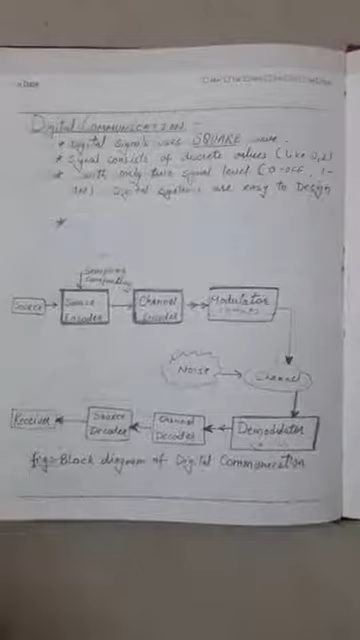 Date
DIGITAL COMMUNICATION :-
* Digital signals uses SQUARE wave.
* Signal consists of discrete values (like 0,1)
* with only two signal level (0-OFF, 1-
ON) Digital systems are easy to Design
*
Sampling
Source
Source
Encoder
Channel
Encoder
Modulator
Noise
Channel
Receiver
Source
Decoder
Channel
Decoder
Demodulator
fig:- Block diagram of Digital Communication